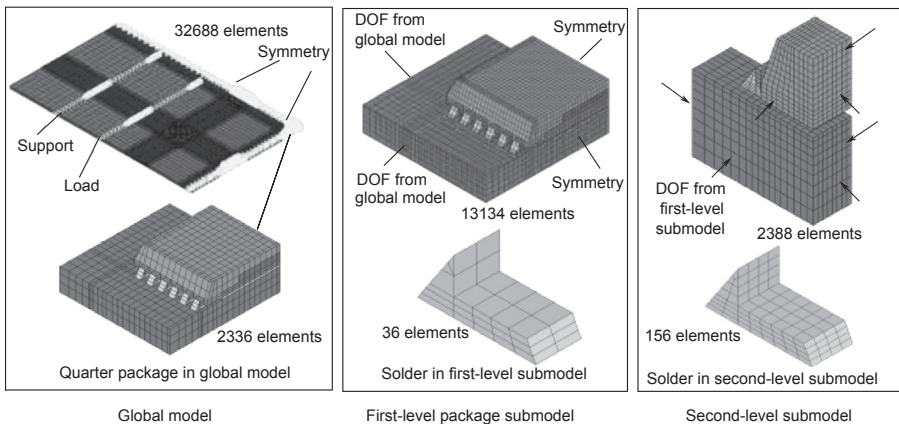 32688 elements
Symmetry
Support
Load
2336 elements
Quarter package in global model
Global model
DOF from
global model
Symmetry
DOF from
global model
Symmetry
13134 elements
36 elements
Solder in first-level submodel
First-level package submodel
DOF from
first-level
submodel
2388 elements
156 elements
Solder in second-level submodel
Second-level submodel